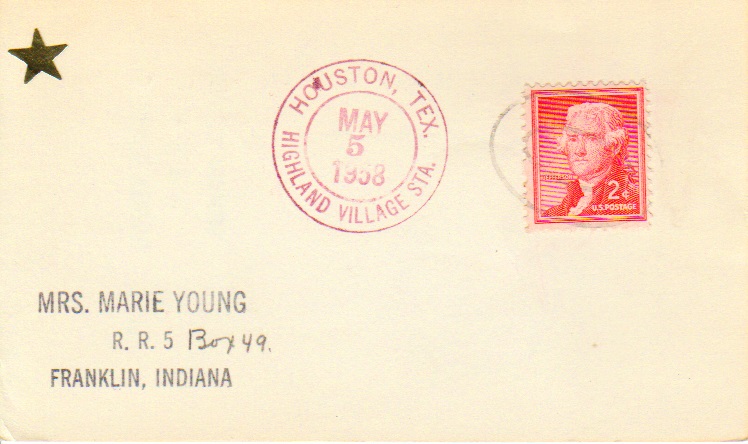 HOUSTON, TEX.
MAY
5
1958
HIGHLAND VILLAGE STA.
2¢
U.S. POSTAGE
MRS. MARIE YOUNG
R. R. 5 Box 49.
FRANKLIN, INDIANA